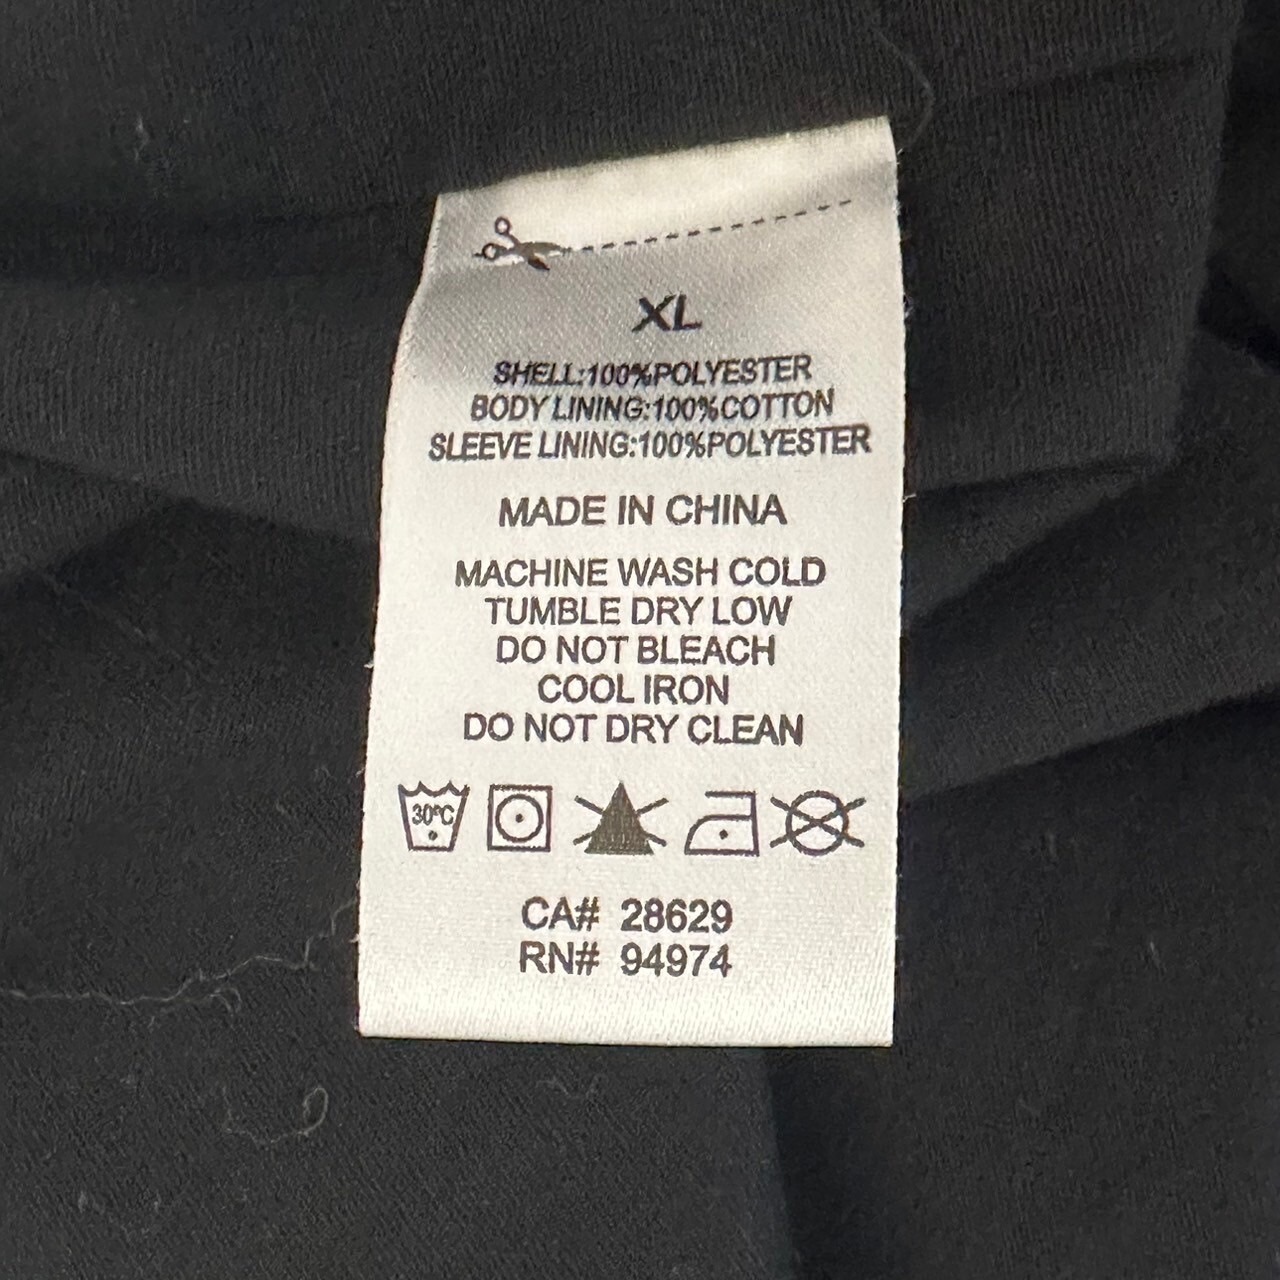 XL
SHELL:100%POLYESTER
BODY LINING:100%COTTON
SLEEVE LINING:100%POLYESTER
MADE IN CHINA
MACHINE WASH COLD
TUMBLE DRY LOW
DO NOT BLEACH
COOL IRON
DO NOT DRY CLEAN
30°C
CA# 28629
RN# 94974